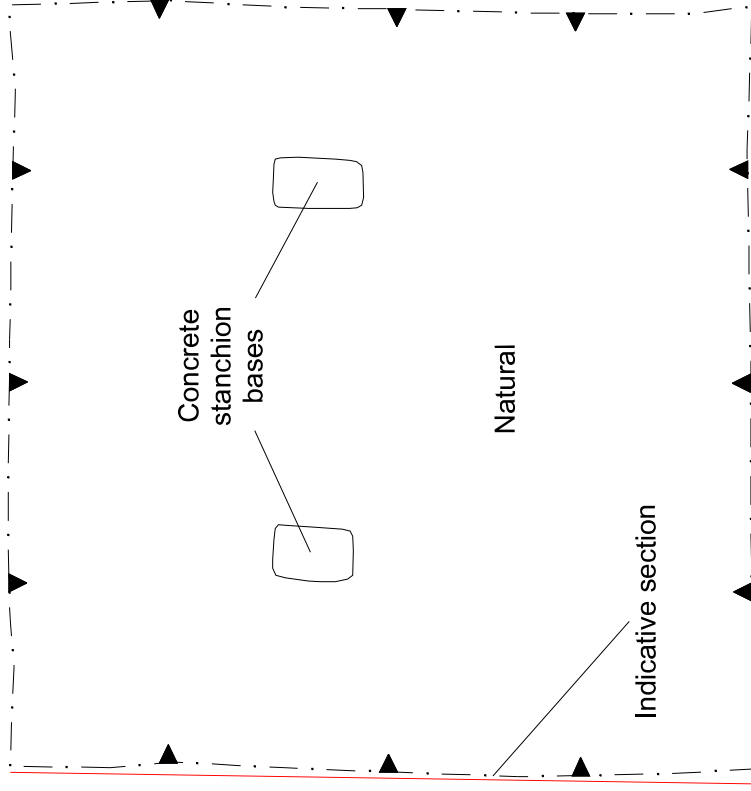 Concrete
stanchion
bases
Natural
Indicative section